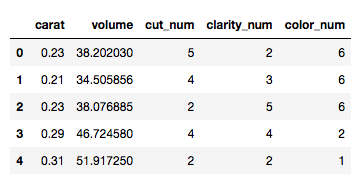 carat volume cut_num clarity_num color_num
0 0.23 38.202030 5 2 6
1 0.21 34.505856 4 3 6
2 0.23 38.076885 2 5 6
3 0.29 46.724580 4 4 2
4 0.31 51.917250 2 2 1